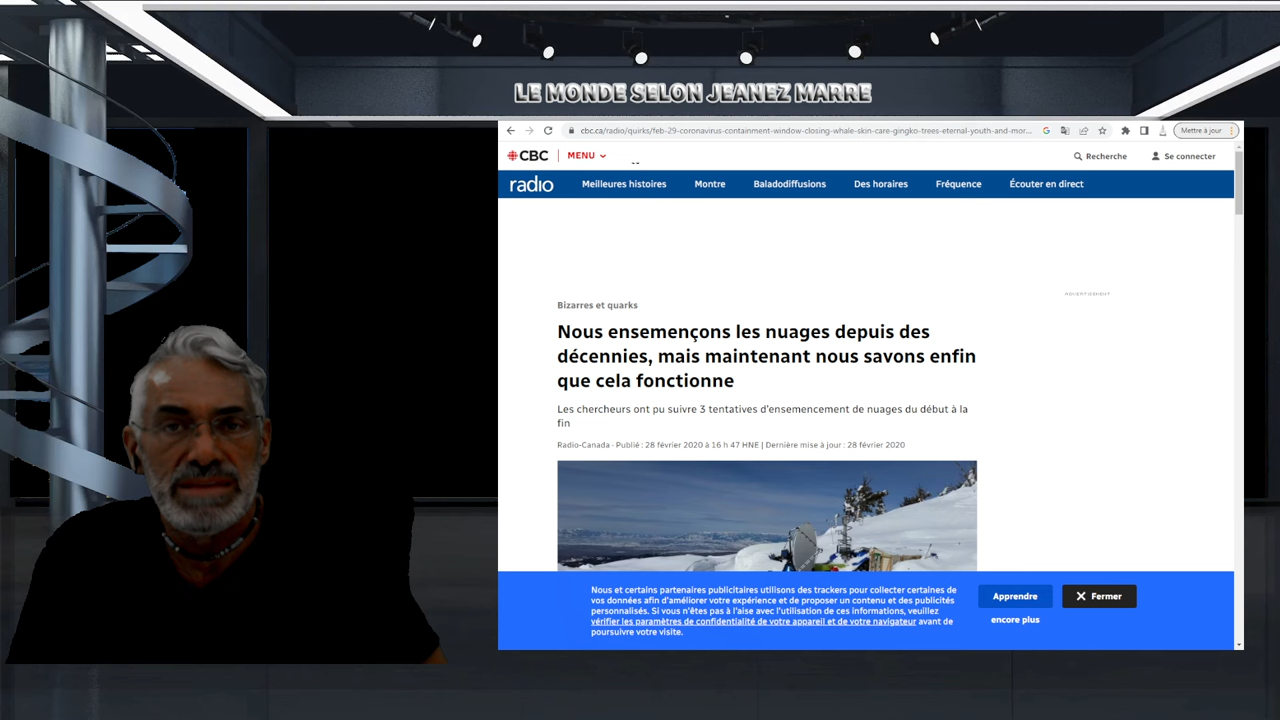 LE MONDE SELON JEANEZ MARRE
cbc.ca/radio/quirks/feb-29-coronavirus-containment-window-closing-whale-skin-care-gingko-trees-eternal-youth-and-mor...
Mettre à jour
CBC
MENU
Recherche
Se connecter
radio
Meilleures histoires
Montre
Baladodiffusions
Des horaires
Fréquence
Écouter en direct
ADVERTISEMENT
Bizarres et quarks
Nous ensemençons les nuages depuis des
décennies, mais maintenant nous savons enfin
que cela fonctionne
Les chercheurs ont pu suivre 3 tentatives d'ensemencement de nuages du début à la
fin
Radio-Canada · Publié : 28 février 2020 à 16 h 47 HNE | Dernière mise à jour : 28 février 2020
Nous et certains partenaires publicitaires utilisons des trackers pour collecter certaines de
vos données afin d'améliorer votre expérience et de proposer un contenu et des publicités
personnalisés. Si vous n'êtes pas à l'aise avec l'utilisation de ces informations, veuillez
vérifier les paramètres de confidentialité de votre appareil et de votre navigateur avant de
poursuivre votre visite.
Apprendre
encore plus
Fermer